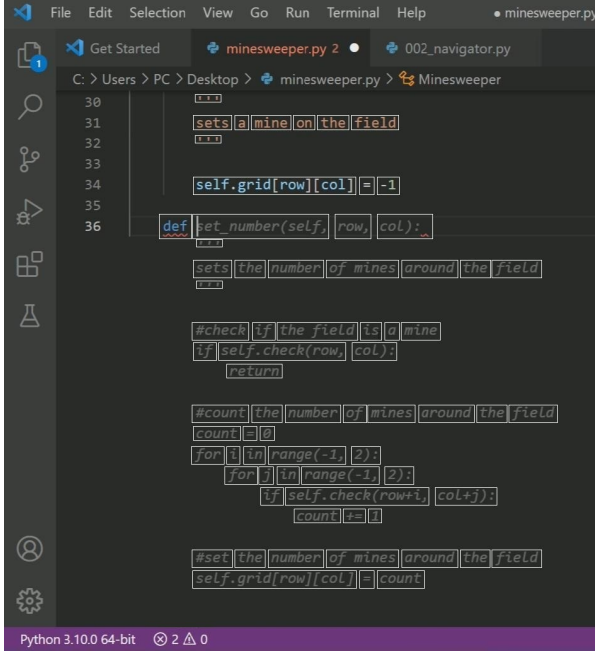 File Edit Selection View Go Run Terminal Help • minesweeper.py
Get Started minesweeper.py 2 ● 002_navigator.py
C: > Users > PC > Desktop > minesweeper.py > Minesweeper
1
30 '''
31 sets a mine on the field
32 '''
33
34 self.grid[row][col] = -1
35
36 def set_number(self, row, col):
'''
sets the number of mines around the field
'''
#check if the field is a mine
if self.check(row, col):
return
#count the number of mines around the field
count = 0
for i in range(-1, 2):
for j in range(-1, 2):
if self.check(row+i, col+j):
count += 1
#set the number of mines around the field
self.grid[row][col] = count
Python 3.10.0 64-bit 2 0